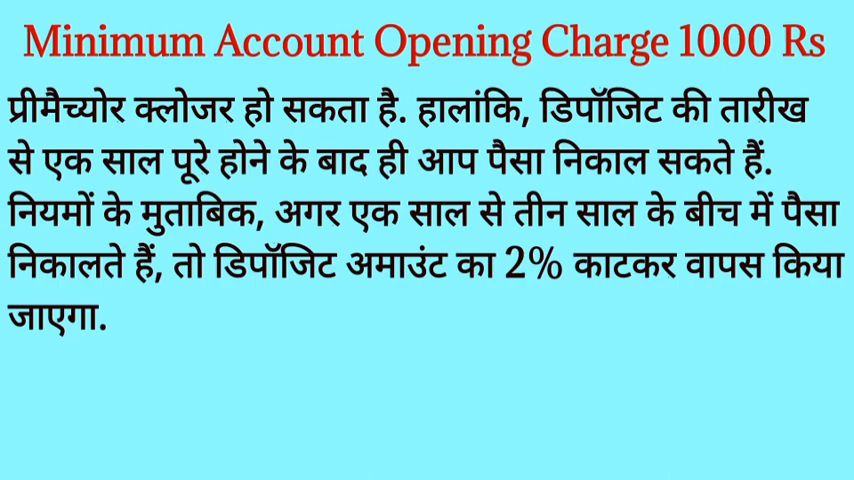 Minimum Account Opening Charge 1000 Rs
प्रीमैच्योर क्लोजर हो सकता है. हालांकि, डिपॉजिट की तारीख
से एक साल पूरे होने के बाद ही आप पैसा निकाल सकते हैं.
नियमों के मुताबिक, अगर एक साल से तीन साल के बीच में पैसा
निकालते हैं, तो डिपॉजिट अमाउंट का 2% काटकर वापस किया
जाएगा.